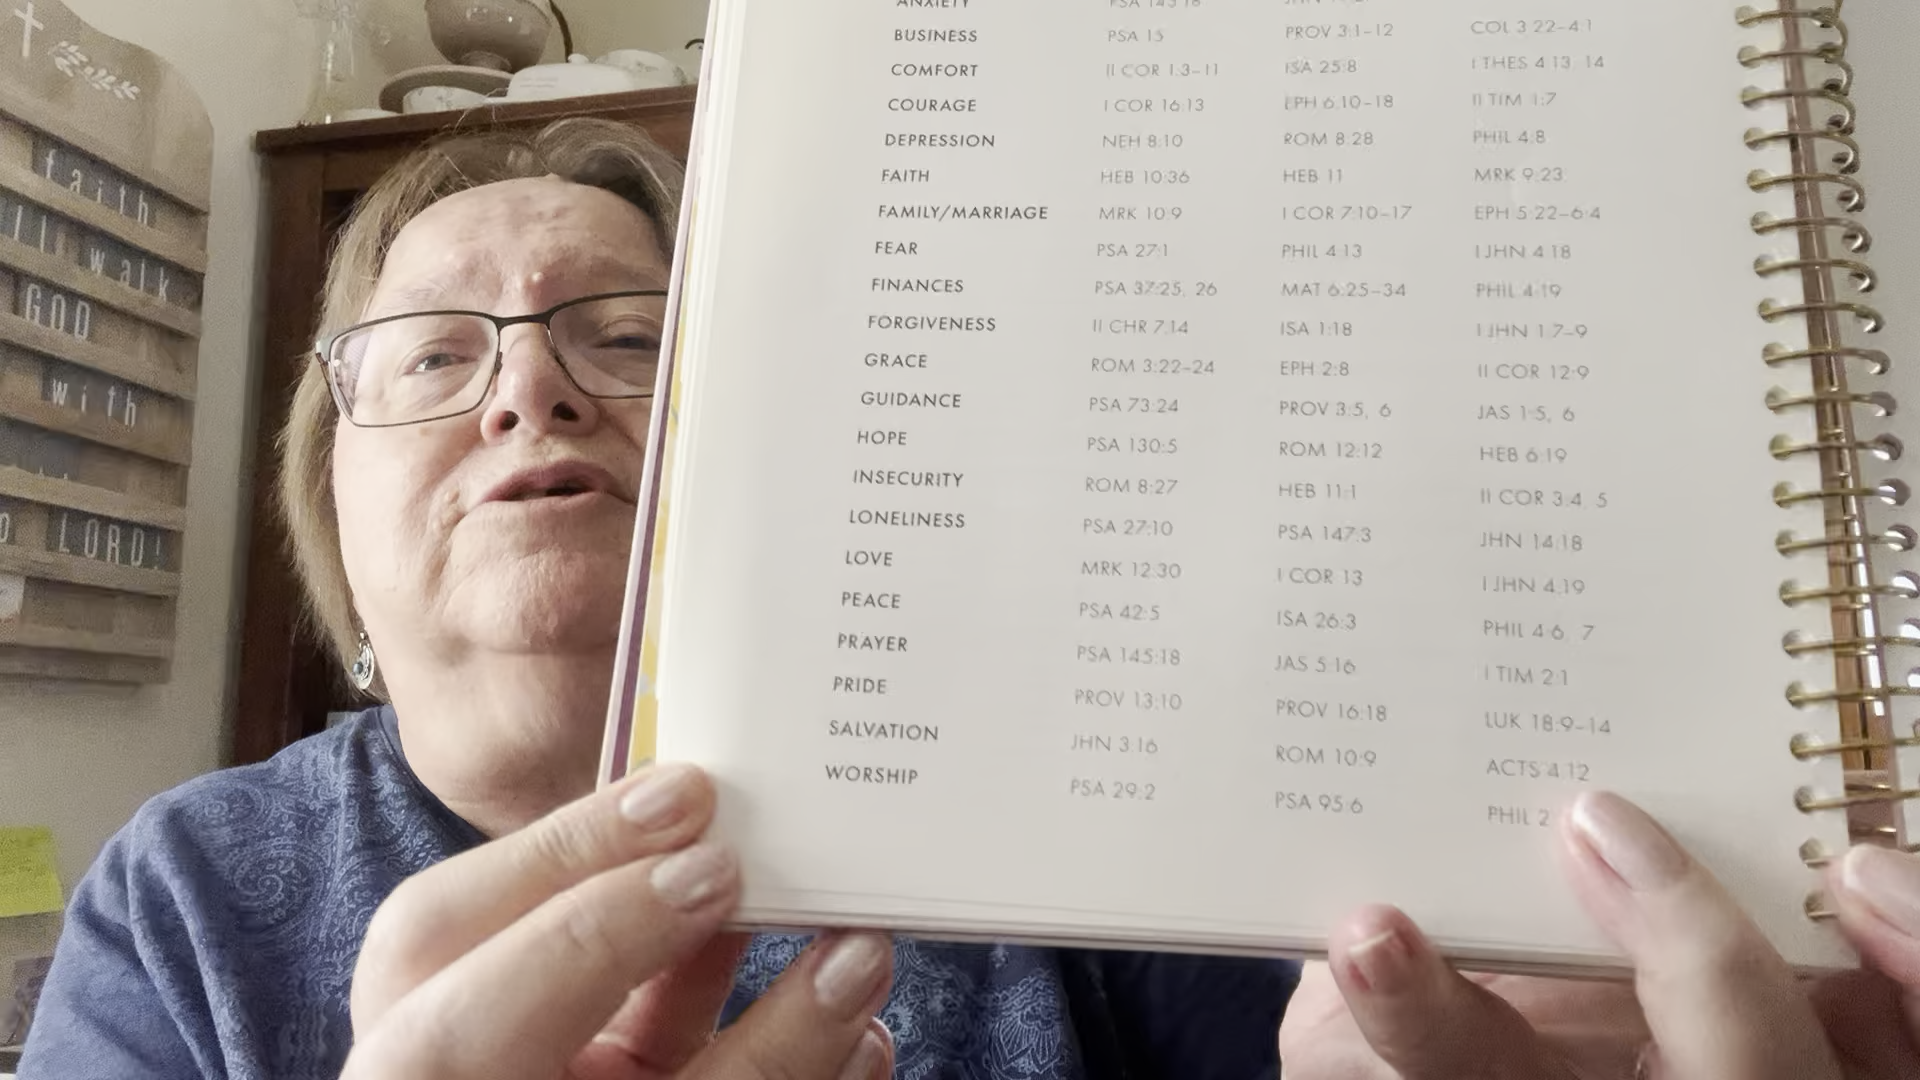 faith
ll walk
GOD
with
LORD!
ANXIETY PSA 145:18
BUSINESS PSA 15 PROV 3:1–12 COL 3:22–4:1
COMFORT II COR 1:3–11 ISA 25:8 I THES 4:13, 14
COURAGE I COR 16:13 EPH 6:10–18 II TIM 1:7
DEPRESSION NEH 8:10 ROM 8:28 PHIL 4:8
FAITH HEB 10:36 HEB 11 MRK 9:23
FAMILY/MARRIAGE MRK 10:9 I COR 7:10–17 EPH 5:22–6:4
FEAR PSA 27:1 PHIL 4:13 I JHN 4:18
FINANCES PSA 37:25, 26 MAT 6:25–34 PHIL 4:19
FORGIVENESS II CHR 7:14 ISA 1:18 I JHN 1:7–9
GRACE ROM 3:22–24 EPH 2:8 II COR 12:9
GUIDANCE PSA 73:24 PROV 3:5, 6 JAS 1:5, 6
HOPE PSA 130:5 ROM 12:12 HEB 6:19
INSECURITY ROM 8:27 HEB 11:1 II COR 3:4, 5
LONELINESS PSA 27:10 PSA 147:3 JHN 14:18
LOVE MRK 12:30 I COR 13 I JHN 4:19
PEACE PSA 42:5 ISA 26:3 PHIL 4:6, 7
PRAYER PSA 145:18 JAS 5:16 I TIM 2:1
PRIDE PROV 13:10 PROV 16:18 LUK 18:9–14
SALVATION JHN 3:16 ROM 10:9 ACTS 4:12
WORSHIP PSA 29:2 PSA 95:6 PHIL 2